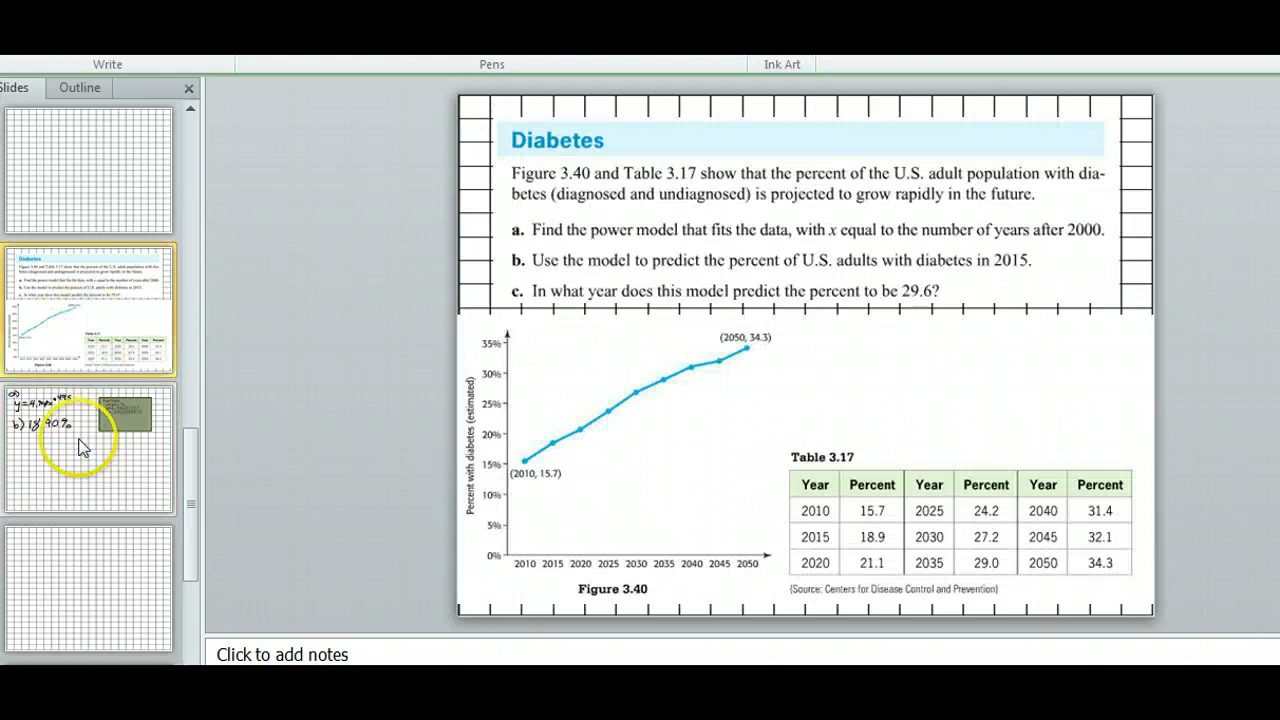 Write Pens Ink Art
Slides Outline
Diabetes
Figure 3.40 and Table 3.17 show that the percent of the U.S. adult population with dia-
betes (diagnosed and undiagnosed) is projected to grow rapidly in the future.
a. Find the power model that fits the data, with x equal to the number of years after 2000.
b. Use the model to predict the percent of U.S. adults with diabetes in 2015.
c. In what year does this model predict the percent to be 29.6?
Percent with diabetes (estimated)
35%
30%
25%
20%
15%
10%
5%
0%
(2050, 34.3)
(2010, 15.7)
2010 2015 2020 2025 2030 2035 2040 2045 2050
Figure 3.40
Table 3.17
Year Percent Year Percent Year Percent
2010 15.7 2025 24.2 2040 31.4
2015 18.9 2030 27.2 2045 32.1
2020 21.1 2035 29.0 2050 34.3
(Source: Centers for Disease Control and Prevention)
a)
b) 18.90%
Click to add notes